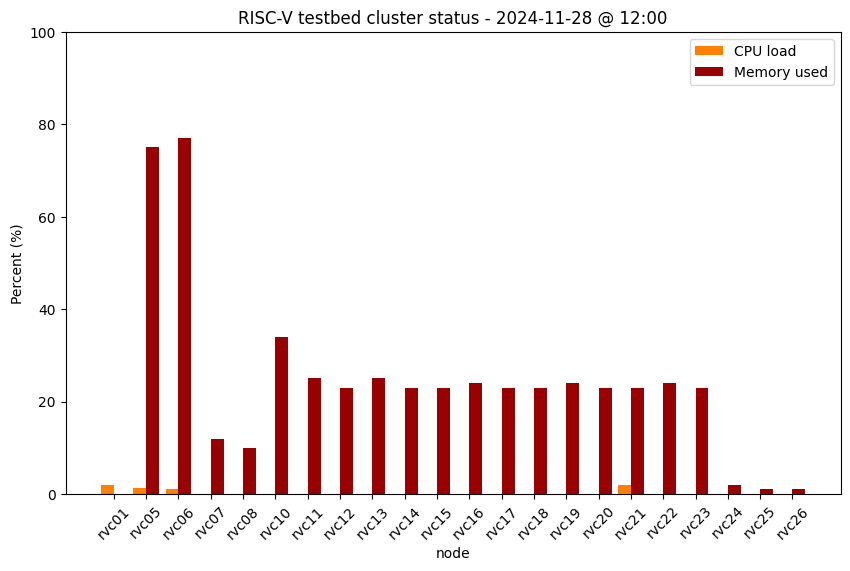 RISC-V testbed cluster status - 2024-11-28 @ 12:00
100
80
60
40
20
0
Percent (%)
CPU load
Memory used
rvc01
rvc05
rvc06
rvc07
rvc08
rvc10
rvc11
rvc12
rvc13
rvc14
rvc15
rvc16
rvc17
rvc18
rvc19
rvc20
rvc21
rvc22
rvc23
rvc24
rvc25
rvc26
node